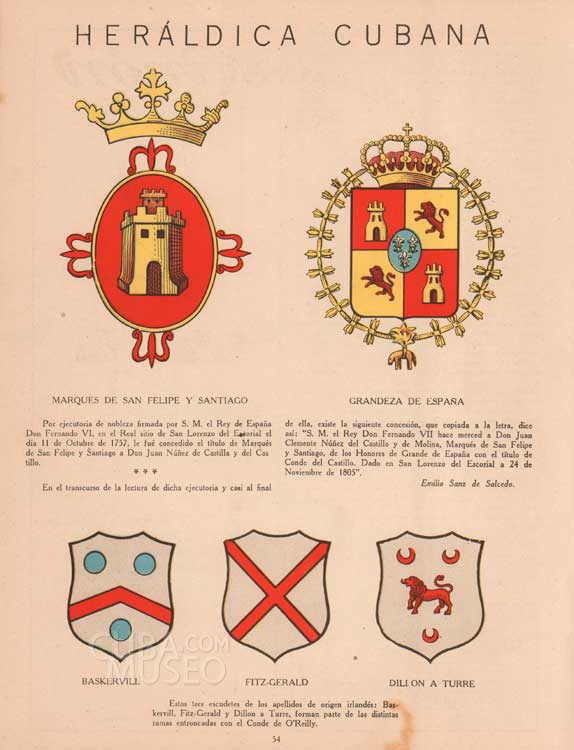 HERÁLDICA CUBANA
MARQUES DE SAN FELIPE Y SANTIAGO
Por ejecutoria de nobleza firmada por S. M. el Rey de España
Don Fernando VI, en el Real sitio de San Lorenzo del Escorial el
día 11 de Octubre de 1757, le fué concedido el título de Marqués
de San Felipe y Santiago a Don Juan Núñez de Castilla y del Cas
tillo.
* * *
En el transcurso de la lectura de dicha ejecutoria y casi al final
GRANDEZA DE ESPAÑA
de ella, existe la siguiente concesión, que copiada a la letra, dice
así: "S. M. el Rey Don Fernando VII hace merced a Don Juan
Clemente Núñez del Castillo y de Molina, Marqués de San Felipe
y Santiago, de los Honores de Grande de España con el título de
Conde del Castillo. Dado en San Lorenzo del Escorial a 24 de
Noviembre de 1805".
Emilio Sanz de Salcedo.
CUBA.COM
MUSEO
BASKERVILL
FITZ-GERALD
DILLON A TURRE
Estos tres escudetes de los apellidos de origen irlandés: Bas-
kervill, Fitz-Gerald y Dillon a Turre, forman parte de las distintas
ramas entroncadas con el Conde de O'Reilly.
54